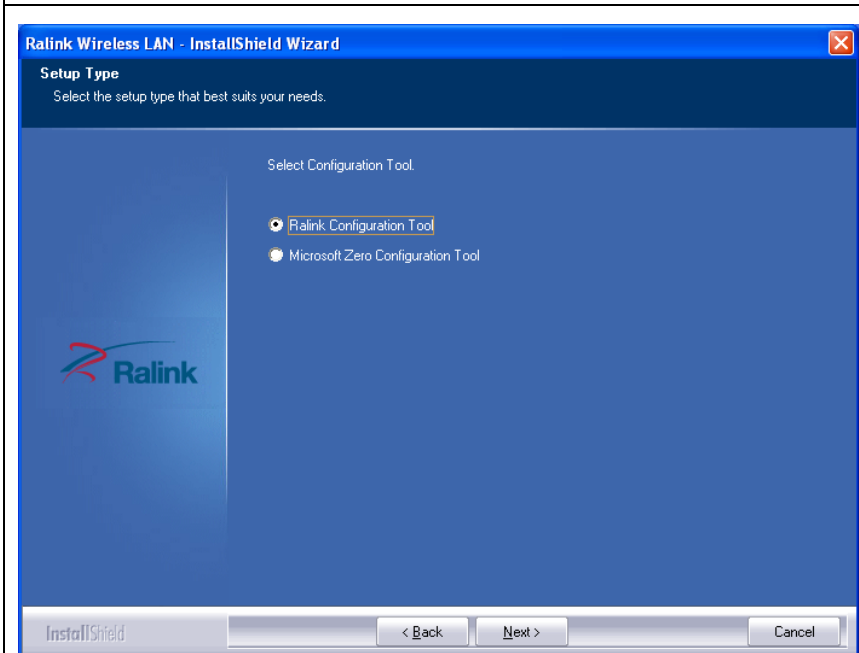 Ralink Wireless LAN - InstallShield Wizard
Setup Type
Select the setup type that best suits your needs.
Select Configuration Tool.
Ralink Configuration Tool
Microsoft Zero Configuration Tool
Ralink
InstallShield
< Back
Next >
Cancel